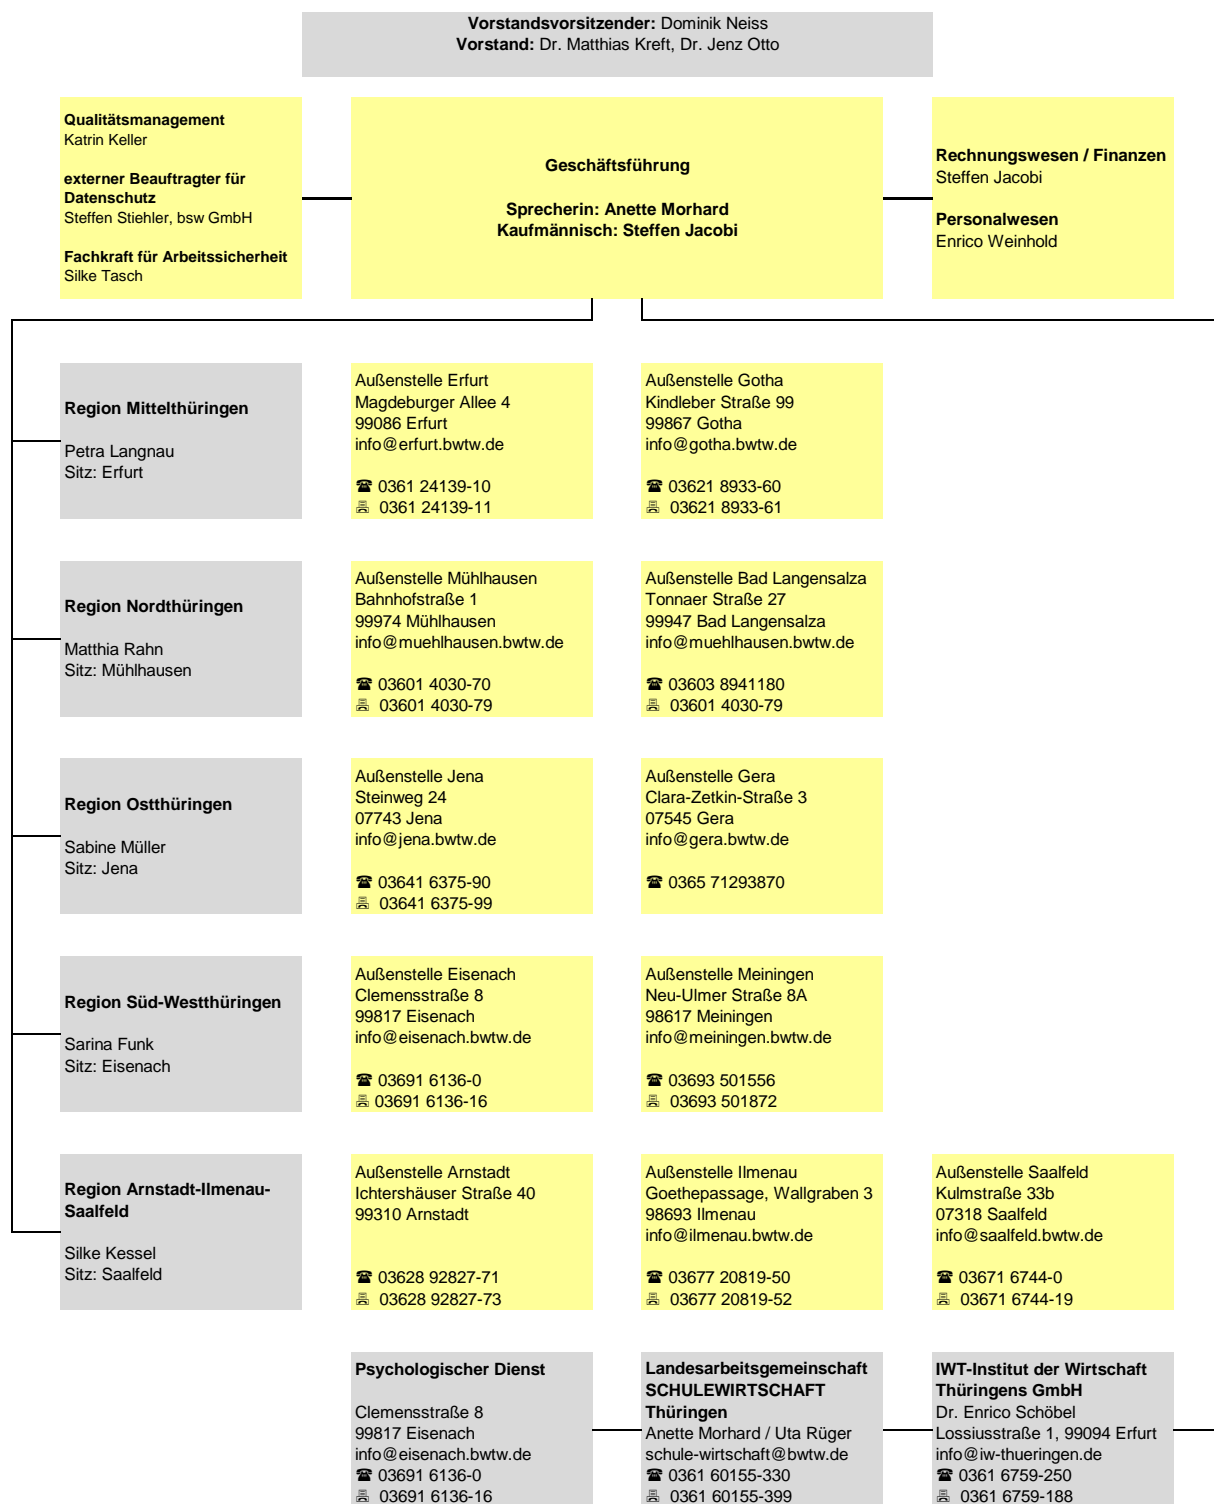 Vorstandsvorsitzender: Dominik Neiss
Vorstand: Dr. Matthias Kreft, Dr. Jenz Otto
Qualitätsmanagement
Katrin Keller
externer Beauftragter für
Datenschutz
Steffen Stiehler, bsw GmbH
Fachkraft für Arbeitssicherheit
Silke Tasch
Geschäftsführung
Sprecherin: Anette Morhard
Kaufmännisch: Steffen Jacobi
Rechnungswesen / Finanzen
Steffen Jacobi
Personalwesen
Enrico Weinhold
Region Mittelthüringen
Petra Langnau
Sitz: Erfurt
Außenstelle Erfurt
Magdeburger Allee 4
99086 Erfurt
info@erfurt.bwtw.de
☎ 0361 24139-10
🖷 0361 24139-11
Außenstelle Gotha
Kindleber Straße 99
99867 Gotha
info@gotha.bwtw.de
☎ 03621 8933-60
🖷 03621 8933-61
Region Nordthüringen
Matthia Rahn
Sitz: Mühlhausen
Außenstelle Mühlhausen
Bahnhofstraße 1
99974 Mühlhausen
info@muehlhausen.bwtw.de
☎ 03601 4030-70
🖷 03601 4030-79
Außenstelle Bad Langensalza
Tonnaer Straße 27
99947 Bad Langensalza
info@muehlhausen.bwtw.de
☎ 03603 8941180
🖷 03601 4030-79
Region Ostthüringen
Sabine Müller
Sitz: Jena
Außenstelle Jena
Steinweg 24
07743 Jena
info@jena.bwtw.de
☎ 03641 6375-90
🖷 03641 6375-99
Außenstelle Gera
Clara-Zetkin-Straße 3
07545 Gera
info@gera.bwtw.de
☎ 0365 71293870
Region Süd-Westthüringen
Sarina Funk
Sitz: Eisenach
Außenstelle Eisenach
Clemensstraße 8
99817 Eisenach
info@eisenach.bwtw.de
☎ 03691 6136-0
🖷 03691 6136-16
Außenstelle Meiningen
Neu-Ulmer Straße 8A
98617 Meiningen
info@meiningen.bwtw.de
☎ 03693 501556
🖷 03693 501872
Region Arnstadt-Ilmenau-
Saalfeld
Silke Kessel
Sitz: Saalfeld
Außenstelle Arnstadt
Ichtershäuser Straße 40
99310 Arnstadt
☎ 03628 92827-71
🖷 03628 92827-73
Außenstelle Ilmenau
Goethepassage, Wallgraben 3
98693 Ilmenau
info@ilmenau.bwtw.de
☎ 03677 20819-50
🖷 03677 20819-52
Außenstelle Saalfeld
Kulmstraße 33b
07318 Saalfeld
info@saalfeld.bwtw.de
☎ 03671 6744-0
🖷 03671 6744-19
Psychologischer Dienst
Clemensstraße 8
99817 Eisenach
info@eisenach.bwtw.de
☎ 03691 6136-0
🖷 03691 6136-16
Landesarbeitsgemeinschaft
SCHULEWIRTSCHAFT
Thüringen
Anette Morhard / Uta Rüger
schule-wirtschaft@bwtw.de
☎ 0361 60155-330
🖷 0361 60155-399
IWT-Institut der Wirtschaft
Thüringens GmbH
Dr. Enrico Schöbel
Lossiusstraße 1, 99094 Erfurt
info@iw-thueringen.de
☎ 0361 6759-250
🖷 0361 6759-188